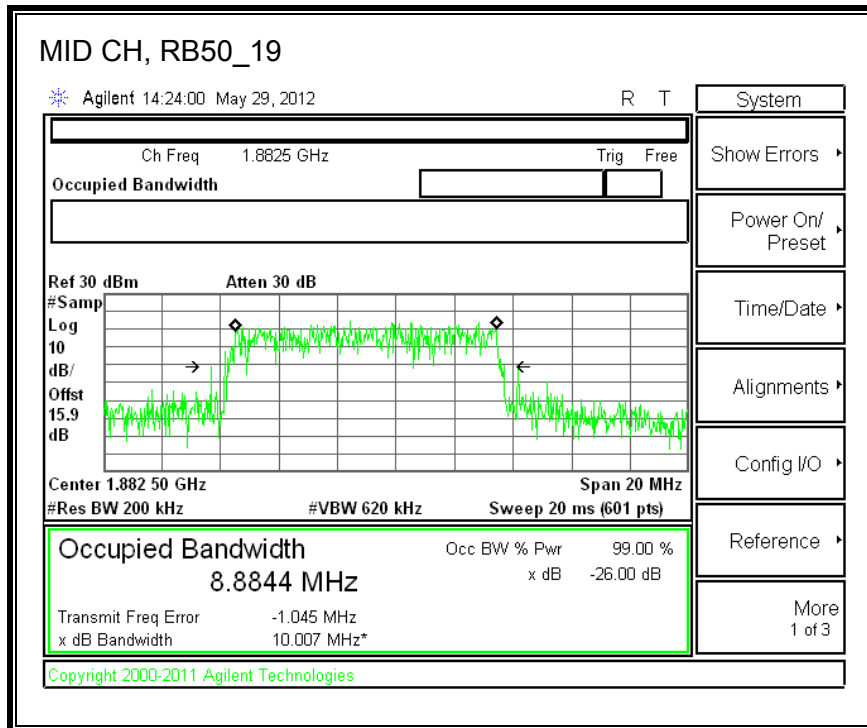 MID CH, RB50_19
Agilent 14:24:00 May 29, 2012 R T
System
Ch Freq 1.8825 GHz Trig Free
Occupied Bandwidth
Show Errors
Power On/
Preset
Time/Date
Alignments
Config I/O
Reference
More
1 of 3
Ref 30 dBm Atten 30 dB
#Samp
Log
10
dB/
Offst
15.9
dB
Center 1.882 50 GHz Span 20 MHz
#Res BW 200 kHz #VBW 620 kHz Sweep 20 ms (601 pts)
Occupied Bandwidth Occ BW % Pwr 99.00 %
8.8844 MHz x dB -26.00 dB
Transmit Freq Error -1.045 MHz
x dB Bandwidth 10.007 MHz*
Copyright 2000-2011 Agilent Technologies